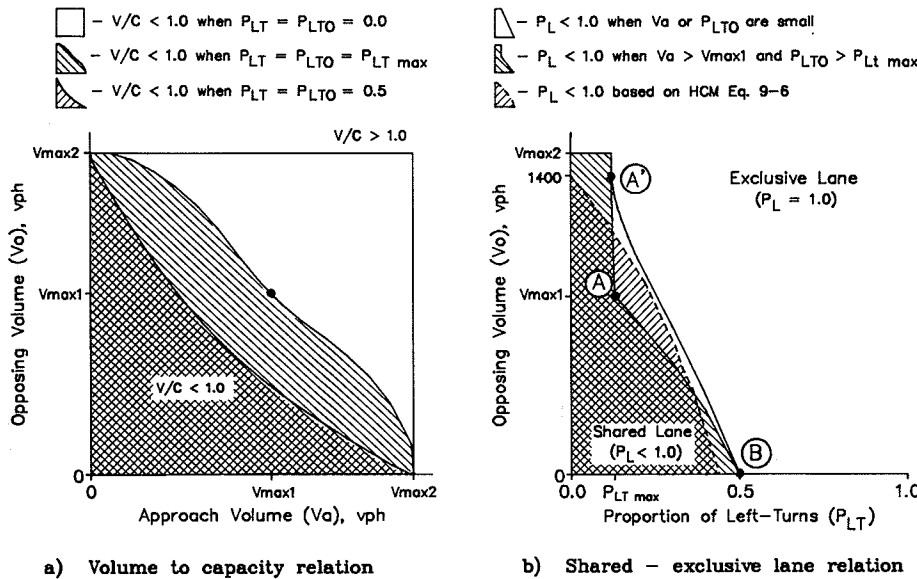 – V/C < 1.0 when P_LT = P_LTO = 0.0
– V/C < 1.0 when P_LT = P_LTO = P_LT max
– V/C < 1.0 when P_LT = P_LTO = 0.5
V/C > 1.0
Vmax2
Vmax1
0
Opposing Volume (Vo), vph
V/C < 1.0
0
Vmax1
Vmax2
Approach Volume (Va), vph
a) Volume to capacity relation
– P_L < 1.0 when Va or P_LTO are small
– P_L < 1.0 when Va > Vmax1 and P_LTO > P_Lt max
– P_L < 1.0 based on HCM Eq. 9–6
Vmax2
1400
Vmax1
0
Opposing Volume (Vo), vph
A'
Exclusive Lane
(P_L = 1.0)
A
Shared Lane
(P_L < 1.0)
B
0.0
P_LT max
0.5
1.0
Proportion of Left–Turns (P_LT)
b) Shared – exclusive lane relation